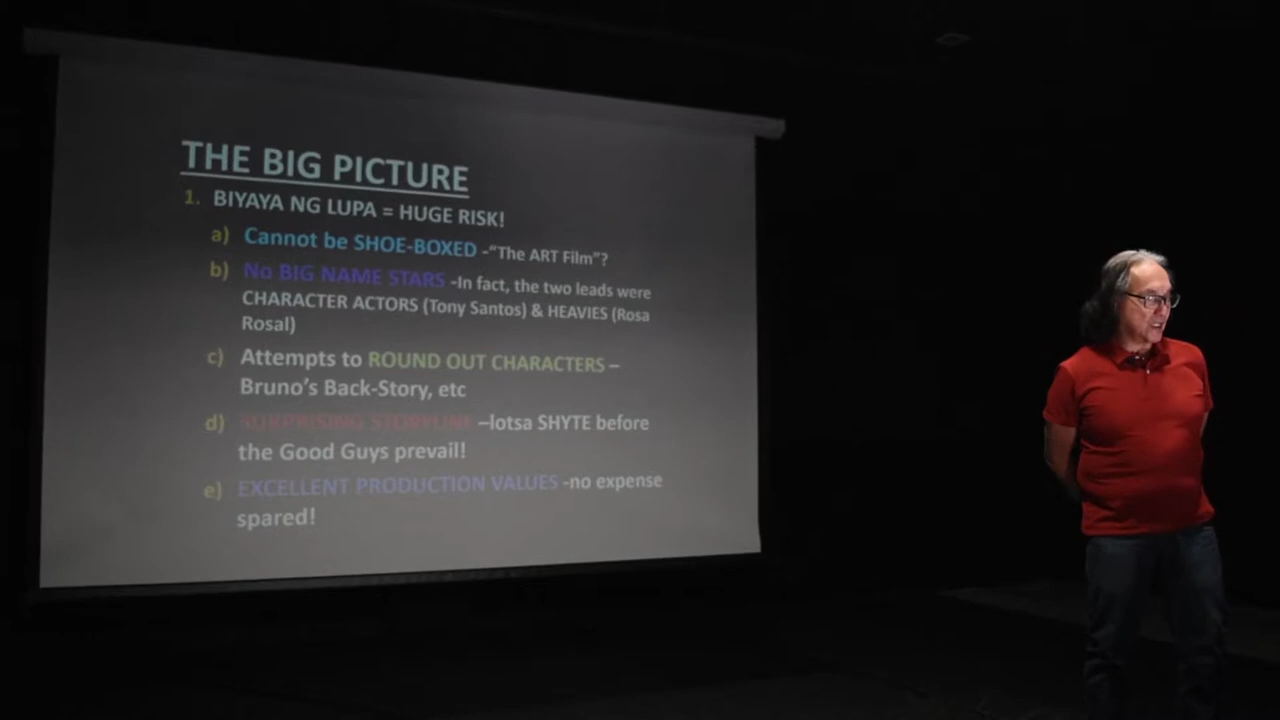 THE BIG PICTURE
1. BIYAYA NG LUPA = HUGE RISK!
a) Cannot be SHOE-BOXED -"The ART Film"?
b) No BIG NAME STARS -In fact, the two leads were
CHARACTER ACTORS (Tony Santos) & HEAVIES (Rosa
Rosal)
c) Attempts to ROUND OUT CHARACTERS –
Bruno's Back-Story, etc
d) SURPRISING STORYLINE –lotsa SHYTE before
the Good Guys prevail!
e) EXCELLENT PRODUCTION VALUES -no expense
spared!